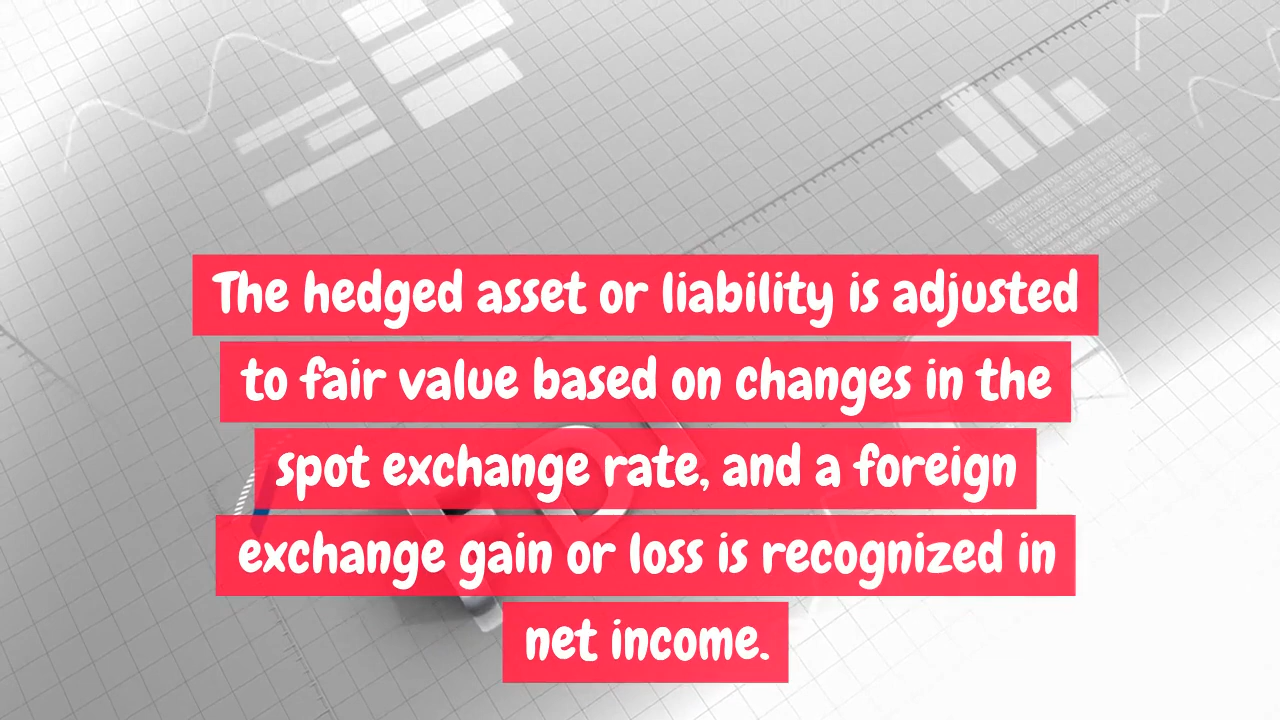 The hedged asset or liability is adjusted
to fair value based on changes in the
spot exchange rate, and a foreign
exchange gain or loss is recognized in
net income.